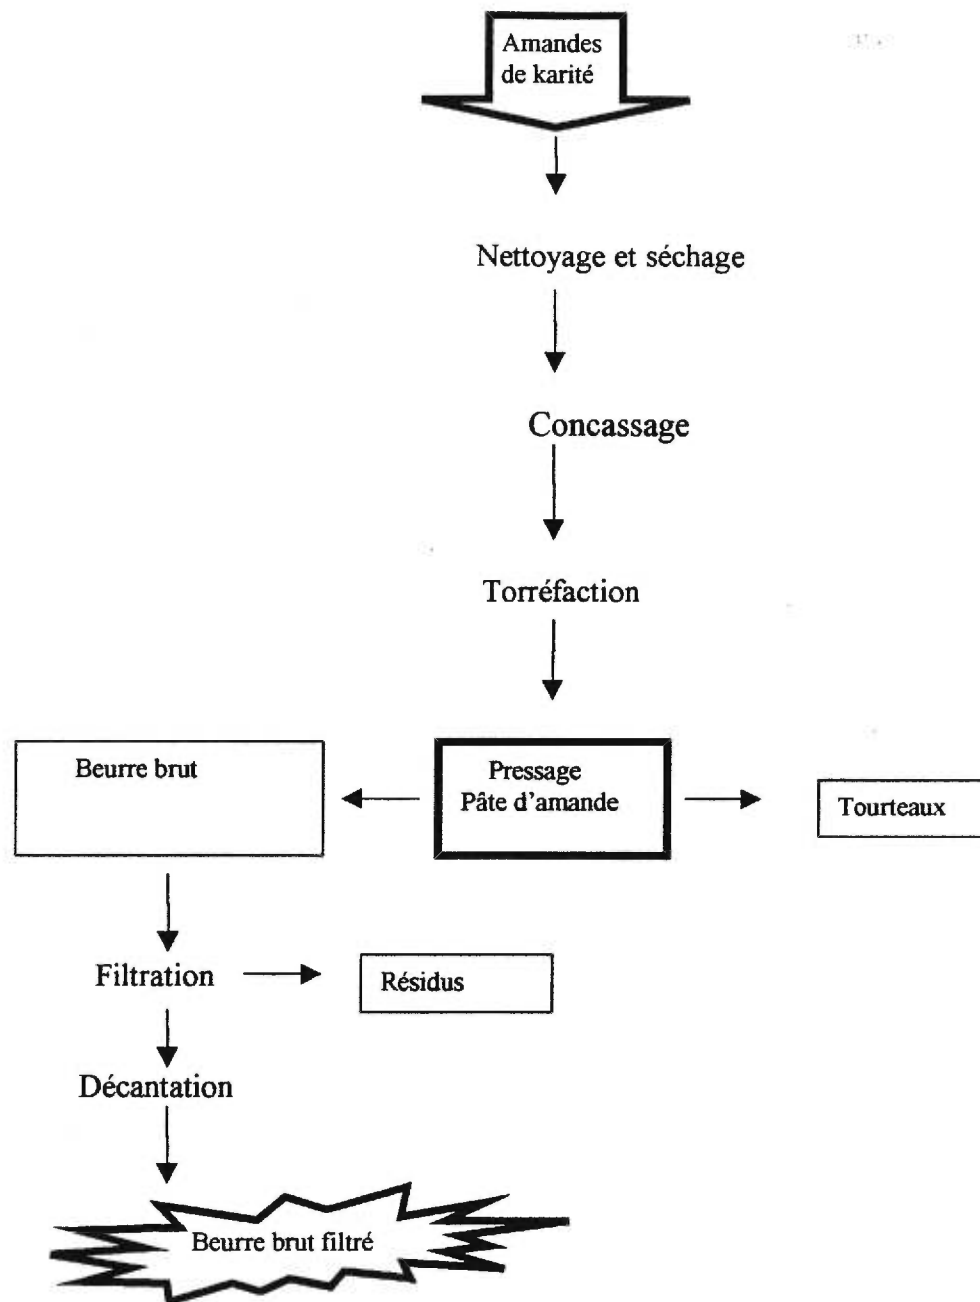 Amandes
de karité
Nettoyage et séchage
Concassage
Torréfaction
Beurre brut
Pressage
Pâte d'amande
Tourteaux
Filtration
Résidus
Décantation
Beurre brut filtré